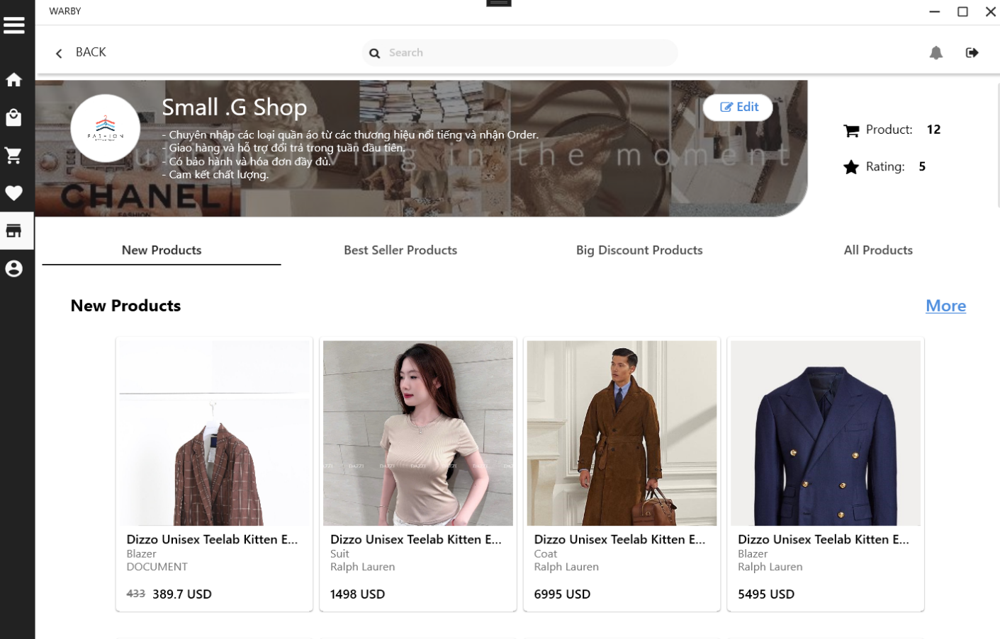 WARBY
BACK
Search
Small .G Shop
Edit
- Chuyên nhập các loại quần áo từ các thương hiệu nổi tiếng và nhận Order.
- Giao hàng và hỗ trợ đổi trả trong tuần đầu tiên.
- Có bảo hành và hóa đơn đầy đủ.
- Cam kết chất lượng.
in the moment
CHANEL
FASHION
FASHION
Product: 12
Rating: 5
New Products
Best Seller Products
Big Discount Products
All Products
New Products
More
DAZZI DAZZI DAZZI DAZZI
Dizzo Unisex Teelab Kitten E...
Blazer
DOCUMENT
433 389.7 USD
Dizzo Unisex Teelab Kitten E...
Suit
Ralph Lauren
1498 USD
Dizzo Unisex Teelab Kitten E...
Coat
Ralph Lauren
6995 USD
Dizzo Unisex Teelab Kitten E...
Blazer
Ralph Lauren
5495 USD